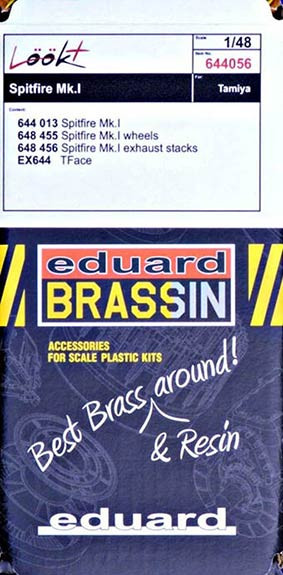 Löök+
Scale
1/48
Item No.
644056
Spitfire Mk.I
For
Tamiya
Content:
644 013 Spitfire Mk.I
648 455 Spitfire Mk.I wheels
648 456 Spitfire Mk.I exhaust stacks
EX644 TFace
eduard
BRASSIN
ACCESSORIES
FOR SCALE PLASTIC KITS
Best Brass around!
& Resin
eduard